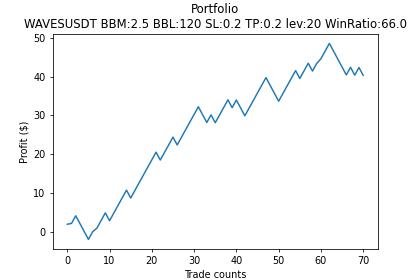 Portfolio
WAVESUSDT BBM:2.5 BBL:120 SL:0.2 TP:0.2 lev:20 WinRatio:66.0
50
40
30
20
10
0
Profit ($)
0 10 20 30 40 50 60 70
Trade counts